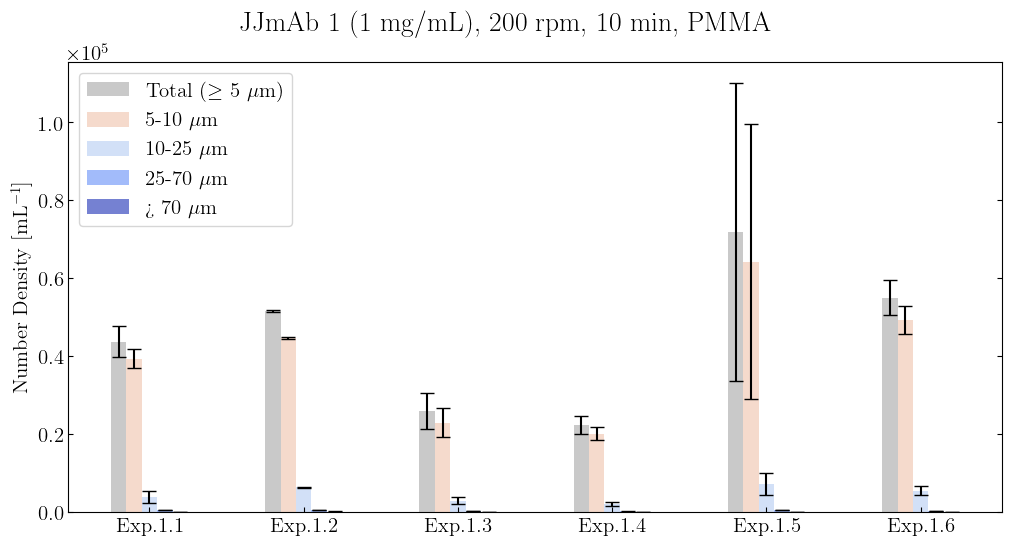 JJmAb 1 (1 mg/mL), 200 rpm, 10 min, PMMA
×10⁵
Total (≥ 5 μm)
5-10 μm
10-25 μm
25-70 μm
> 70 μm
Number Density [mL⁻¹]
1.0
0.8
0.6
0.4
0.2
0.0
Exp.1.1 Exp.1.2 Exp.1.3 Exp.1.4 Exp.1.5 Exp.1.6